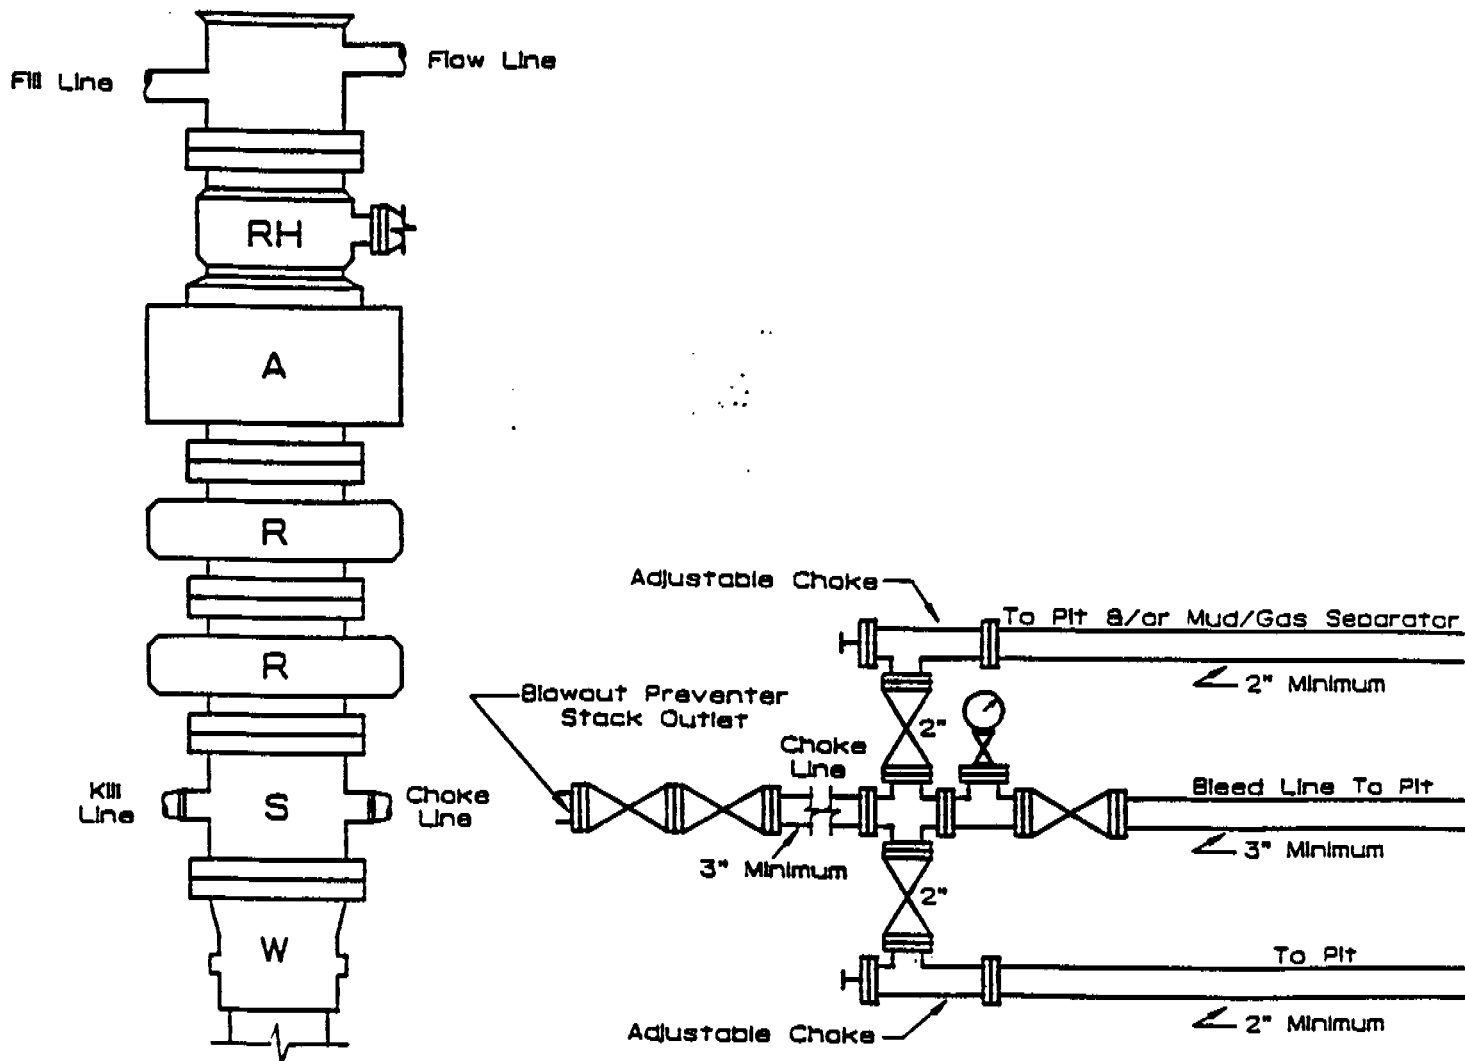 Fill Line
Flow Line
RH
A
R
R
Kill
Line
S
Choke
Line
W
Adjustable Choke
To Pit &/or Mud/Gas Separator
2" Minimum
Blowout Preventer
Stack Outlet
2"
Choke
Line
Bleed Line To Pit
3" Minimum
3" Minimum
2"
To Pit
Adjustable Choke
2" Minimum